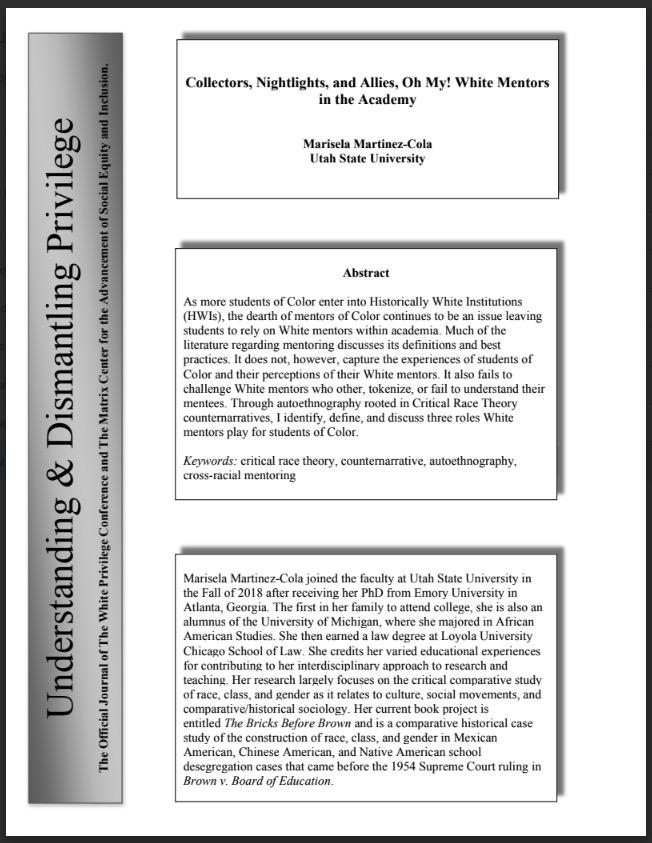 Understanding & Dismantling Privilege
The Official Journal of The White Privilege Conference and The Matrix Center for the Advancement of Social Equity and Inclusion.
Collectors, Nightlights, and Allies, Oh My! White Mentors
in the Academy
Marisela Martinez-Cola
Utah State University
Abstract
As more students of Color enter into Historically White Institutions
(HWIs), the dearth of mentors of Color continues to be an issue leaving
students to rely on White mentors within academia. Much of the
literature regarding mentoring discusses its definitions and best
practices. It does not, however, capture the experiences of students of
Color and their perceptions of their White mentors. It also fails to
challenge White mentors who other, tokenize, or fail to understand their
mentees. Through autoethnography rooted in Critical Race Theory
counternarratives, I identify, define, and discuss three roles White
mentors play for students of Color.
Keywords: critical race theory, counternarrative, autoethnography,
cross-racial mentoring
Marisela Martinez-Cola joined the faculty at Utah State University in
the Fall of 2018 after receiving her PhD from Emory University in
Atlanta, Georgia. The first in her family to attend college, she is also an
alumnus of the University of Michigan, where she majored in African
American Studies. She then earned a law degree at Loyola University
Chicago School of Law. She credits her varied educational experiences
for contributing to her interdisciplinary approach to research and
teaching. Her research largely focuses on the critical comparative study
of race, class, and gender as it relates to culture, social movements, and
comparative/historical sociology. Her current book project is
entitled The Bricks Before Brown and is a comparative historical case
study of the construction of race, class, and gender in Mexican
American, Chinese American, and Native American school
desegregation cases that came before the 1954 Supreme Court ruling in
Brown v. Board of Education.